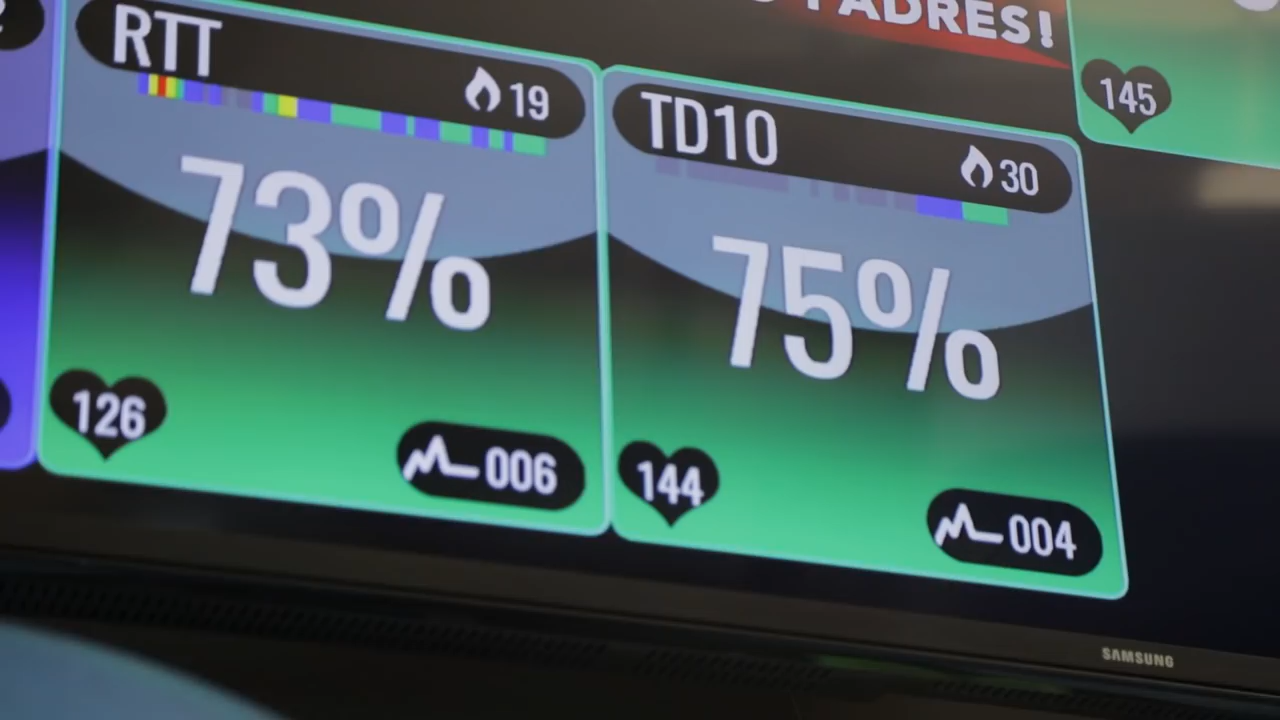 PADRES!
145
RTT
19
73%
126
006
TD10
30
75%
144
004
SAMSUNG